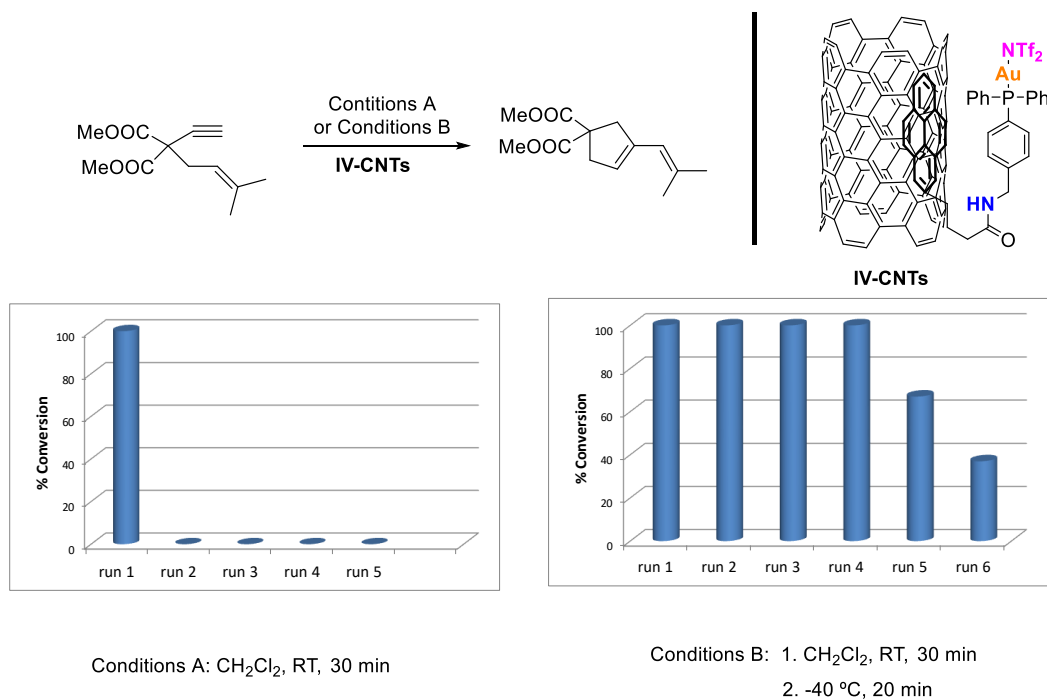 MeOOC
MeOOC
Contitions A
or Conditions B
IV-CNTs
MeOOC
MeOOC
NTf2
Au
Ph P Ph
HN
O
IV-CNTs
% Conversion
100
80
60
40
20
0
run 1 run 2 run 3 run 4 run 5
Conditions A: CH2Cl2, RT, 30 min
% Conversion
100
80
60
40
20
0
run 1 run 2 run 3 run 4 run 5 run 6
Conditions B: 1. CH2Cl2, RT, 30 min
2. -40 ºC, 20 min